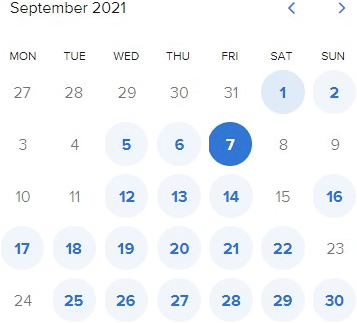 September 2021
MON TUE WED THU FRI SAT SUN
27 28 29 30 31 1 2
3 4 5 6 7 8 9
10 11 12 13 14 15 16
17 18 19 20 21 22 23
24 25 26 27 28 29 30